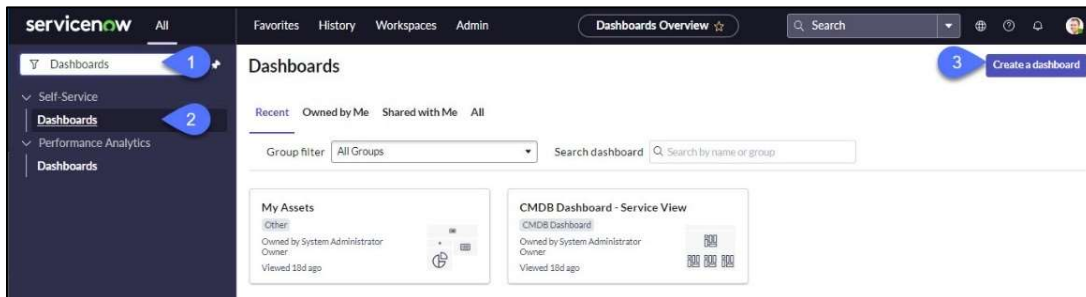 servicenow All Favorites History Workspaces Admin Dashboards Overview Search
Dashboards 1
Self-Service
Dashboards 2
Performance Analytics
Dashboards
Dashboards 3 Create a dashboard
Recent Owned by Me Shared with Me All
Group filter All Groups Search dashboard Search by name or group
My Assets
Other
Owned by System Administrator
Owner
Viewed 18d ago
CMDB Dashboard - Service View
CMDB Dashboard
Owned by System Administrator
Owner
Viewed 18d ago